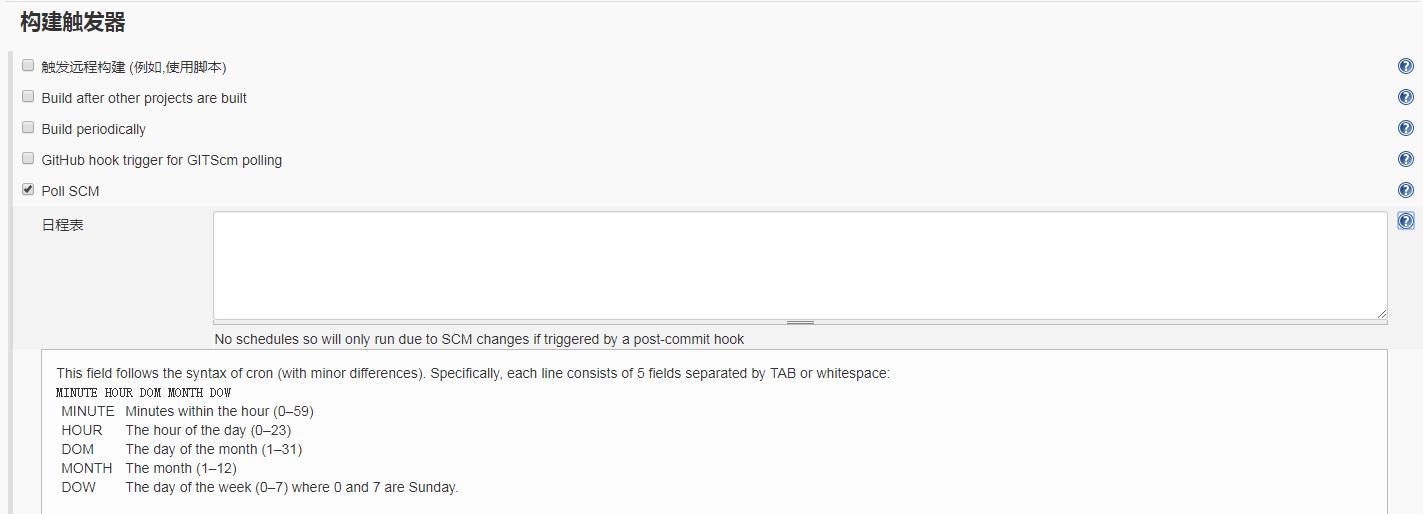 构建触发器
触发远程构建 (例如,使用脚本)
Build after other projects are built
Build periodically
GitHub hook trigger for GITScm polling
Poll SCM
日程表
No schedules so will only run due to SCM changes if triggered by a post-commit hook
This field follows the syntax of cron (with minor differences). Specifically, each line consists of 5 fields separated by TAB or whitespace:
MINUTE HOUR DOM MONTH DOW
MINUTE Minutes within the hour (0–59)
HOUR The hour of the day (0–23)
DOM The day of the month (1–31)
MONTH The month (1–12)
DOW The day of the week (0–7) where 0 and 7 are Sunday.